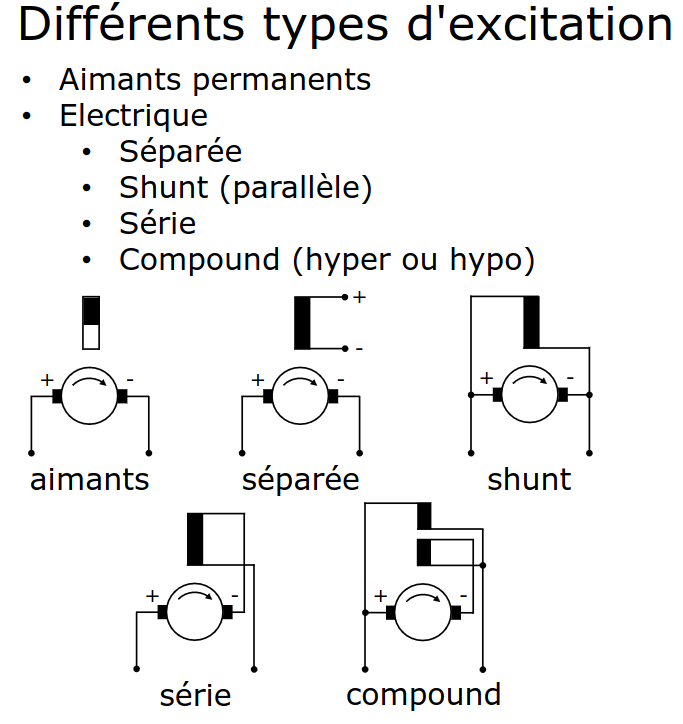 Différents types d'excitation
• Aimants permanents
• Electrique
• Séparée
• Shunt (parallèle)
• Série
• Compound (hyper ou hypo)
+
-
+ - + - + -
aimants séparée shunt
+ - + -
série compound